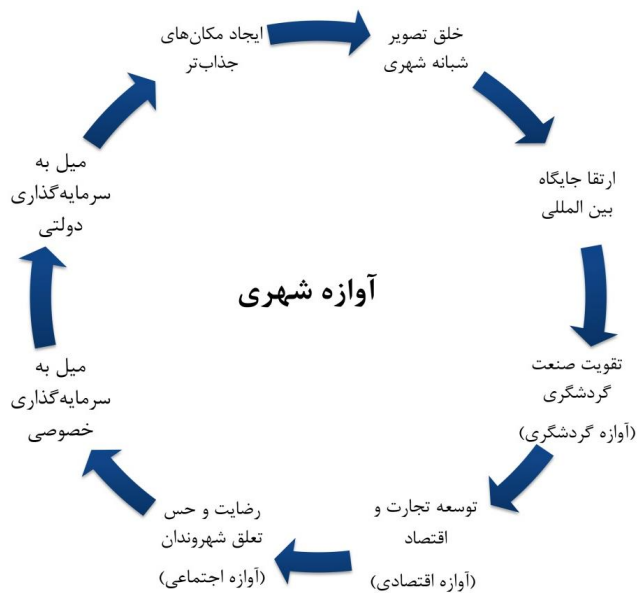 خلق تصویر
شبانه شهری
ارتقا جایگاه
بین المللی
تقویت صنعت
گردشگری
(آوازه گردشگری)
توسعه تجارت و
اقتصاد
(آوازه اقتصادی)
رضایت و حس
تعلق شهروندان
(آوازه اجتماعی)
میل به
سرمایه‌گذاری
خصوصی
میل به
سرمایه‌گذاری
دولتی
ایجاد مکان‌های
جذاب‌تر
آوازه شهری